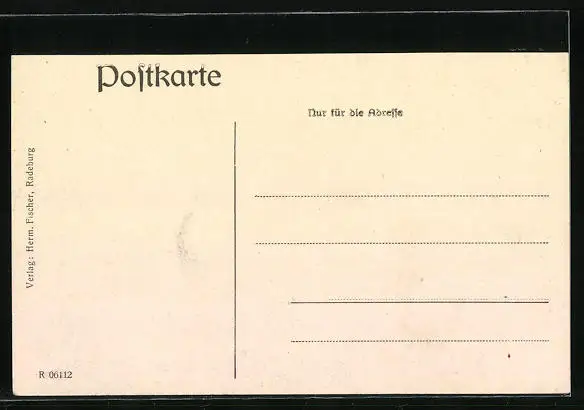 Poſtkarte
Nur für die Adreſſe
Verlag: Herm. Fischer, Radeburg
R 06112